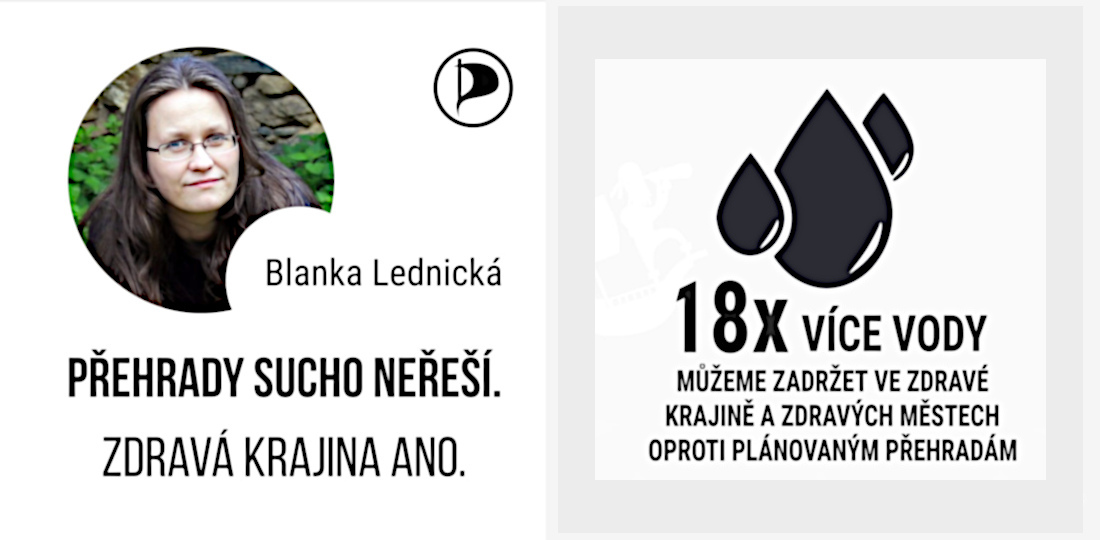 Blanka Lednická
PŘEHRADY SUCHO NEŘEŠÍ.
ZDRAVÁ KRAJINA ANO.
18x VÍCE VODY
MŮŽEME ZADRŽET VE ZDRAVÉ
KRAJINĚ A ZDRAVÝCH MĚSTECH
OPROTI PLÁNOVANÝM PŘEHRADÁM